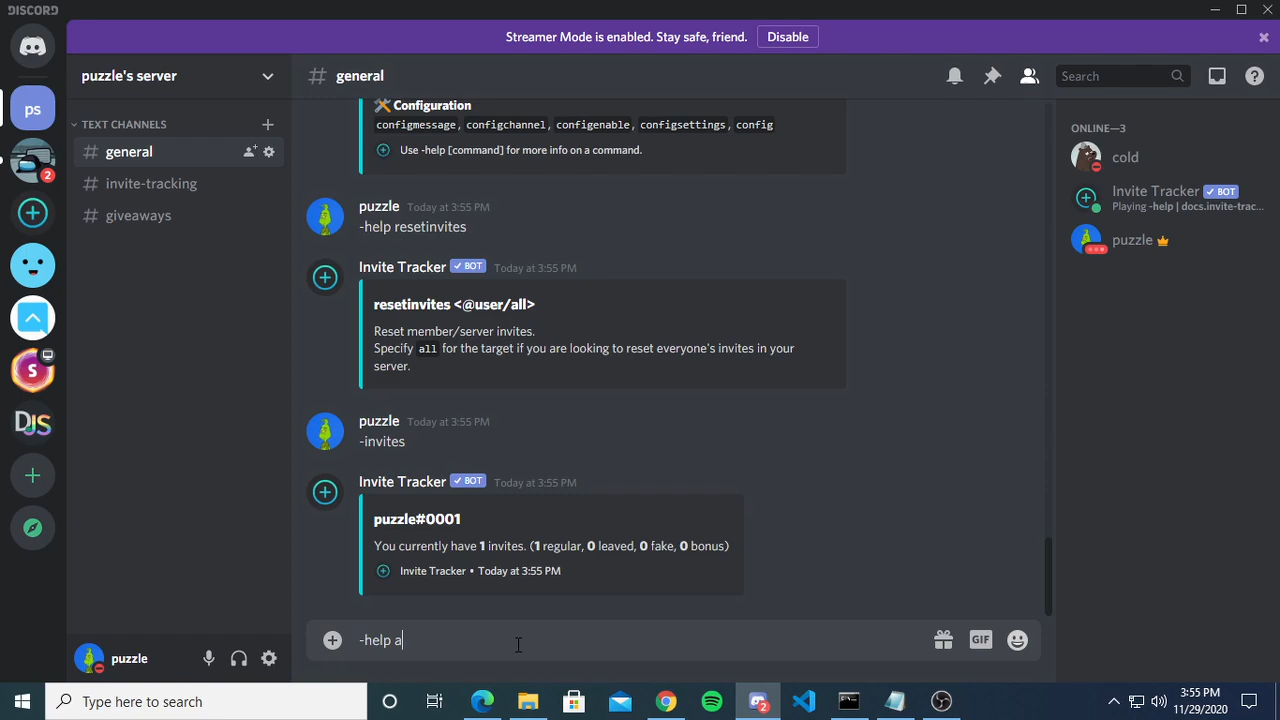 DISCORD
Streamer Mode is enabled. Stay safe, friend.
Disable
ps
2
S
DJS
puzzle's server
TEXT CHANNELS
general
invite-tracking
giveaways
puzzle
general
Search
Configuration
configmessage, configchannel, configenable, configsettings, config
Use -help [command] for more info on a command.
puzzle Today at 3:55 PM
-help resetinvites
Invite Tracker BOT Today at 3:55 PM
resetinvites <@user/all>
Reset member/server invites.
Specify all for the target if you are looking to reset everyone's invites in your
server.
puzzle Today at 3:55 PM
-invites
Invite Tracker BOT Today at 3:55 PM
puzzle#0001
You currently have 1 invites. (1 regular, 0 leaved, 0 fake, 0 bonus)
Invite Tracker • Today at 3:55 PM
-help a
GIF
ONLINE—3
cold
Invite Tracker BOT
Playing -help | docs.invite-trac...
puzzle
Type here to search
2
3:55 PM
11/29/2020